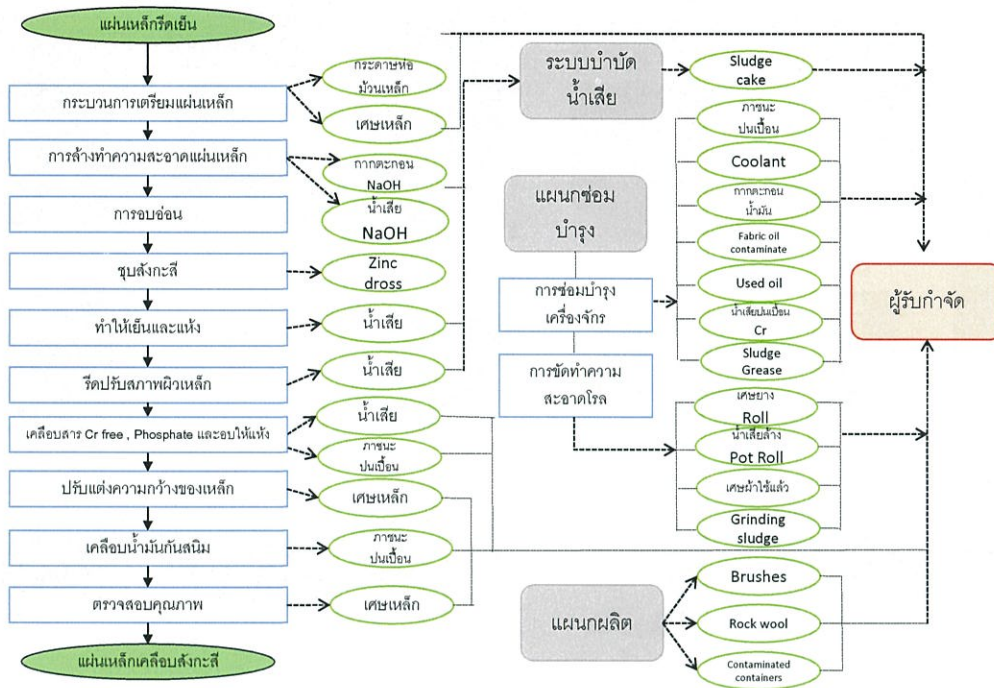 แผ่นเหล็กรีดเย็น
กระบวนการเตรียมแผ่นเหล็ก
การล้างทำความสะอาดแผ่นเหล็ก
การอบอ่อน
ชุบสังกะสี
ทำให้เย็นและแห้ง
รีดปรับสภาพผิวเหล็ก
เคลือบสาร Cr free , Phosphate และอบให้แห้ง
ปรับแต่งความกว้างของเหล็ก
เคลือบน้ำมันกันสนิม
ตรวจสอบคุณภาพ
แผ่นเหล็กเคลือบสังกะสี
กระดาษห่อ
ม้วนเหล็ก
เศษเหล็ก
กากตะกอน
NaOH
น้ำเสีย
NaOH
Zinc
dross
น้ำเสีย
น้ำเสีย
น้ำเสีย
ภาชนะ
ปนเปื้อน
เศษเหล็ก
ภาชนะ
ปนเปื้อน
เศษเหล็ก
ระบบบำบัด
น้ำเสีย
แผนกซ่อม
บำรุง
การซ่อมบำรุง
เครื่องจักร
การขัดทำความ
สะอาดโรล
แผนกผลิต
Sludge
cake
ภาชนะ
ปนเปื้อน
Coolant
กากตะกอน
น้ำมัน
Fabric oil
contaminate
Used oil
น้ำเสียปนเปื้อน
Cr
Sludge
Grease
เศษยาง
Roll
น้ำเสียล้าง
Pot Roll
เศษผ้าใช้แล้ว
Grinding
sludge
Brushes
Rock wool
Contaminated
containers
ผู้รับกำจัด